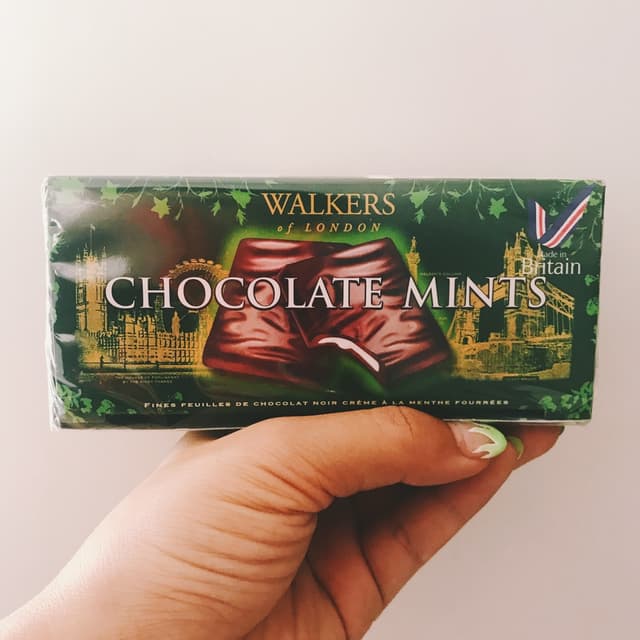 WALKERS
of LONDON
CHOCOLATE MINTS
Made in
Britain
FINES FEUILLES DE CHOCOLAT NOIR CRÈME À LA MENTHE FOURRÉES